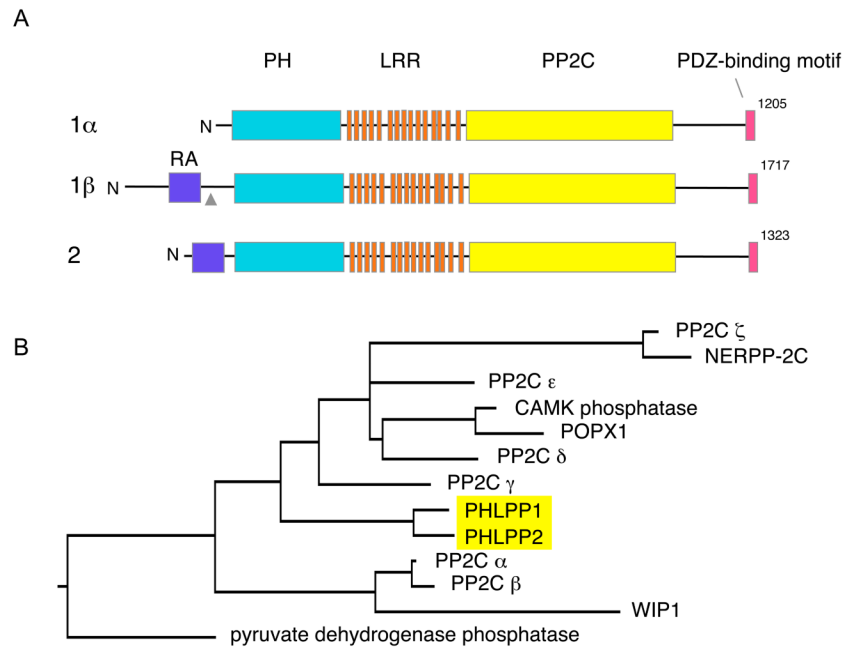 A
PH LRR PP2C PDZ-binding motif
1α N 1205
RA
1β N 1717
2 N 1323
B
PP2C ζ
NERPP-2C
PP2C ε
CAMK phosphatase
POPX1
PP2C δ
PP2C γ
PHLPP1
PHLPP2
PP2C α
PP2C β
WIP1
pyruvate dehydrogenase phosphatase